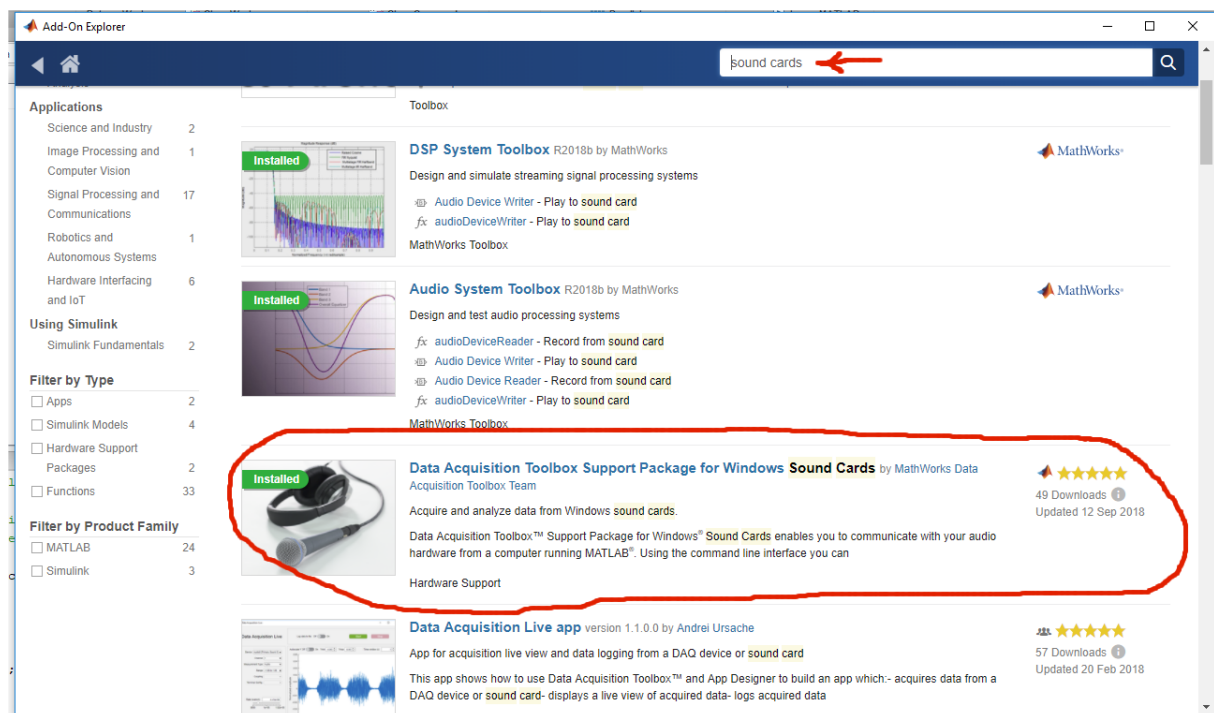 Add-On Explorer
sound cards
Applications
Science and Industry 2
Image Processing and 1
Computer Vision
Signal Processing and 17
Communications
Robotics and 1
Autonomous Systems
Hardware Interfacing 6
and IoT
Using Simulink
Simulink Fundamentals 2
Filter by Type
Apps 2
Simulink Models 4
Hardware Support
Packages 2
Functions 33
Filter by Product Family
MATLAB 24
Simulink 3
Toolbox
Installed
DSP System Toolbox R2018b by MathWorks
MathWorks®
Design and simulate streaming signal processing systems
Audio Device Writer - Play to sound card
fx audioDeviceWriter - Play to sound card
MathWorks Toolbox
Installed
Audio System Toolbox R2018b by MathWorks
MathWorks®
Design and test audio processing systems
fx audioDeviceReader - Record from sound card
Audio Device Writer - Play to sound card
Audio Device Reader - Record from sound card
fx audioDeviceWriter - Play to sound card
MathWorks Toolbox
Installed
Data Acquisition Toolbox Support Package for Windows Sound Cards by MathWorks Data
Acquisition Toolbox Team
49 Downloads
Updated 12 Sep 2018
Acquire and analyze data from Windows sound cards.
Data Acquisition Toolbox™ Support Package for Windows® Sound Cards enables you to communicate with your audio
hardware from a computer running MATLAB®. Using the command line interface you can
Hardware Support
Data Acquisition Live app version 1.1.0.0 by Andrei Ursache
57 Downloads
Updated 20 Feb 2018
App for acquisition live view and data logging from a DAQ device or sound card
This app shows how to use Data Acquisition Toolbox™ and App Designer to build an app which:- acquires data from a
DAQ device or sound card- displays a live view of acquired data- logs acquired data
Data Acquisition Live